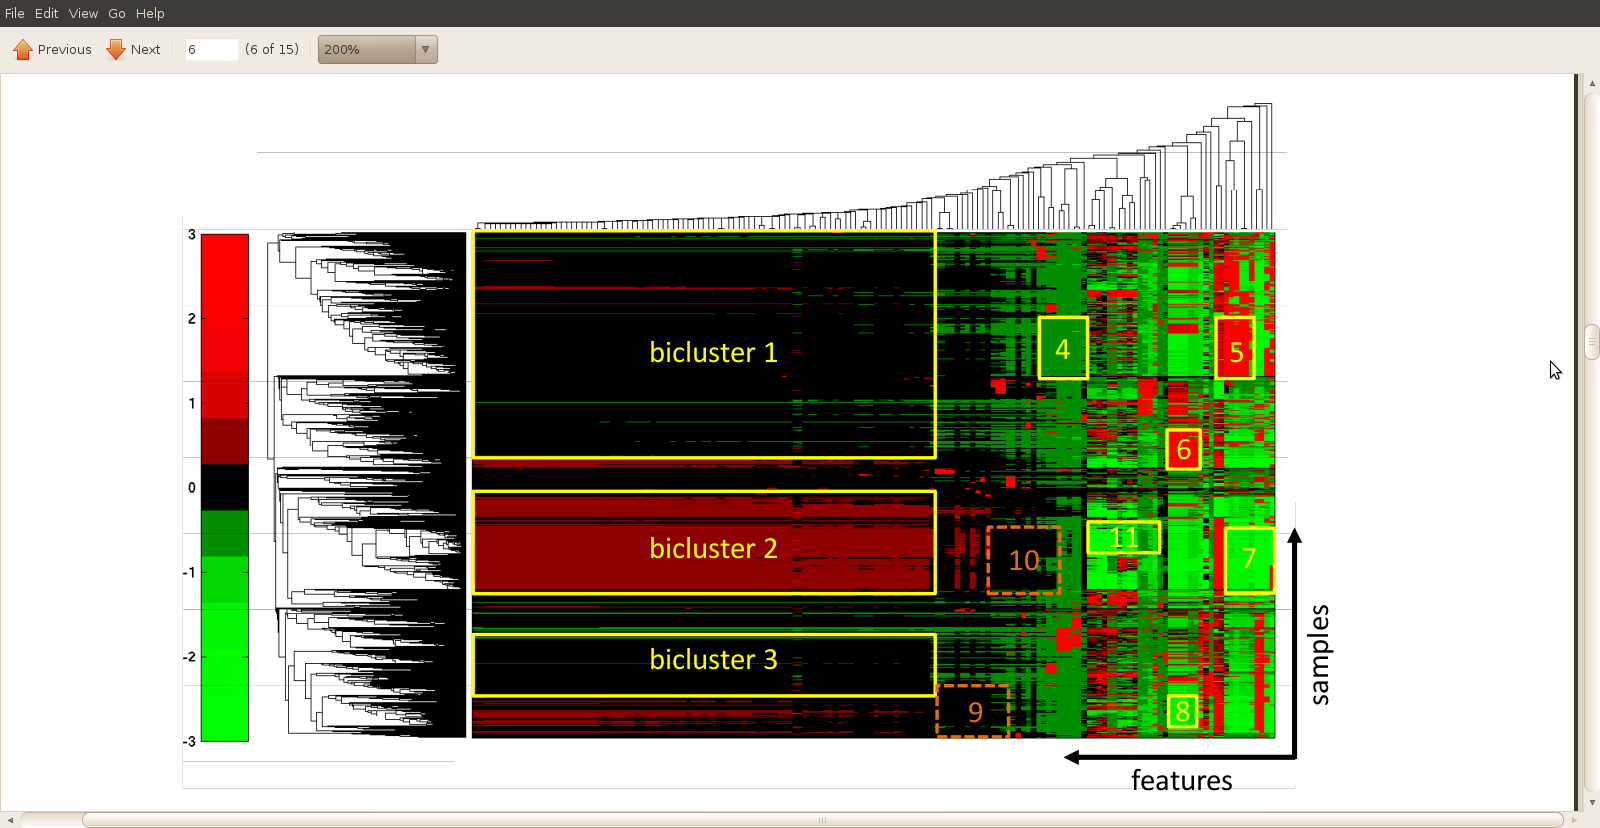 File Edit View Go Help
Previous Next 6 (6 of 15) 200%
3
2
1
0
-1
-2
-3
bicluster 1
4
5
6
bicluster 2
10
11
7
bicluster 3
9
8
samples
features